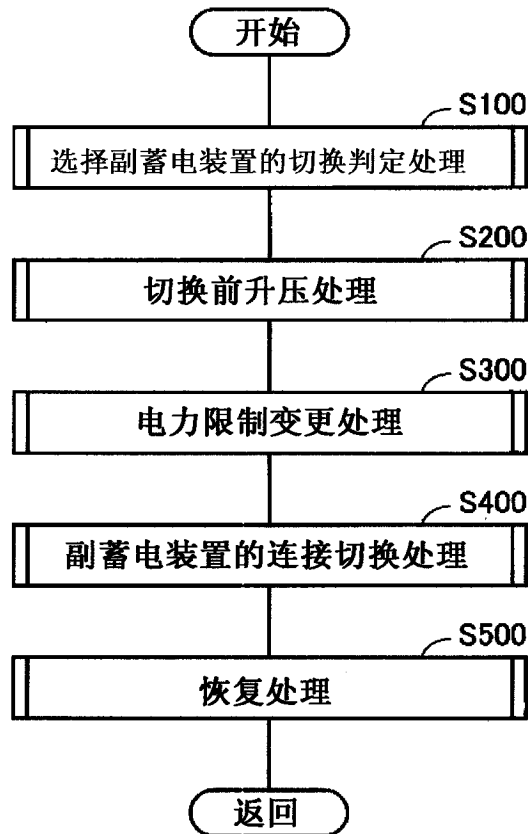 开始
S100
选择副蓄电装置的切换判定处理
S200
切换前升压处理
S300
电力限制变更处理
S400
副蓄电装置的连接切换处理
S500
恢复处理
返回